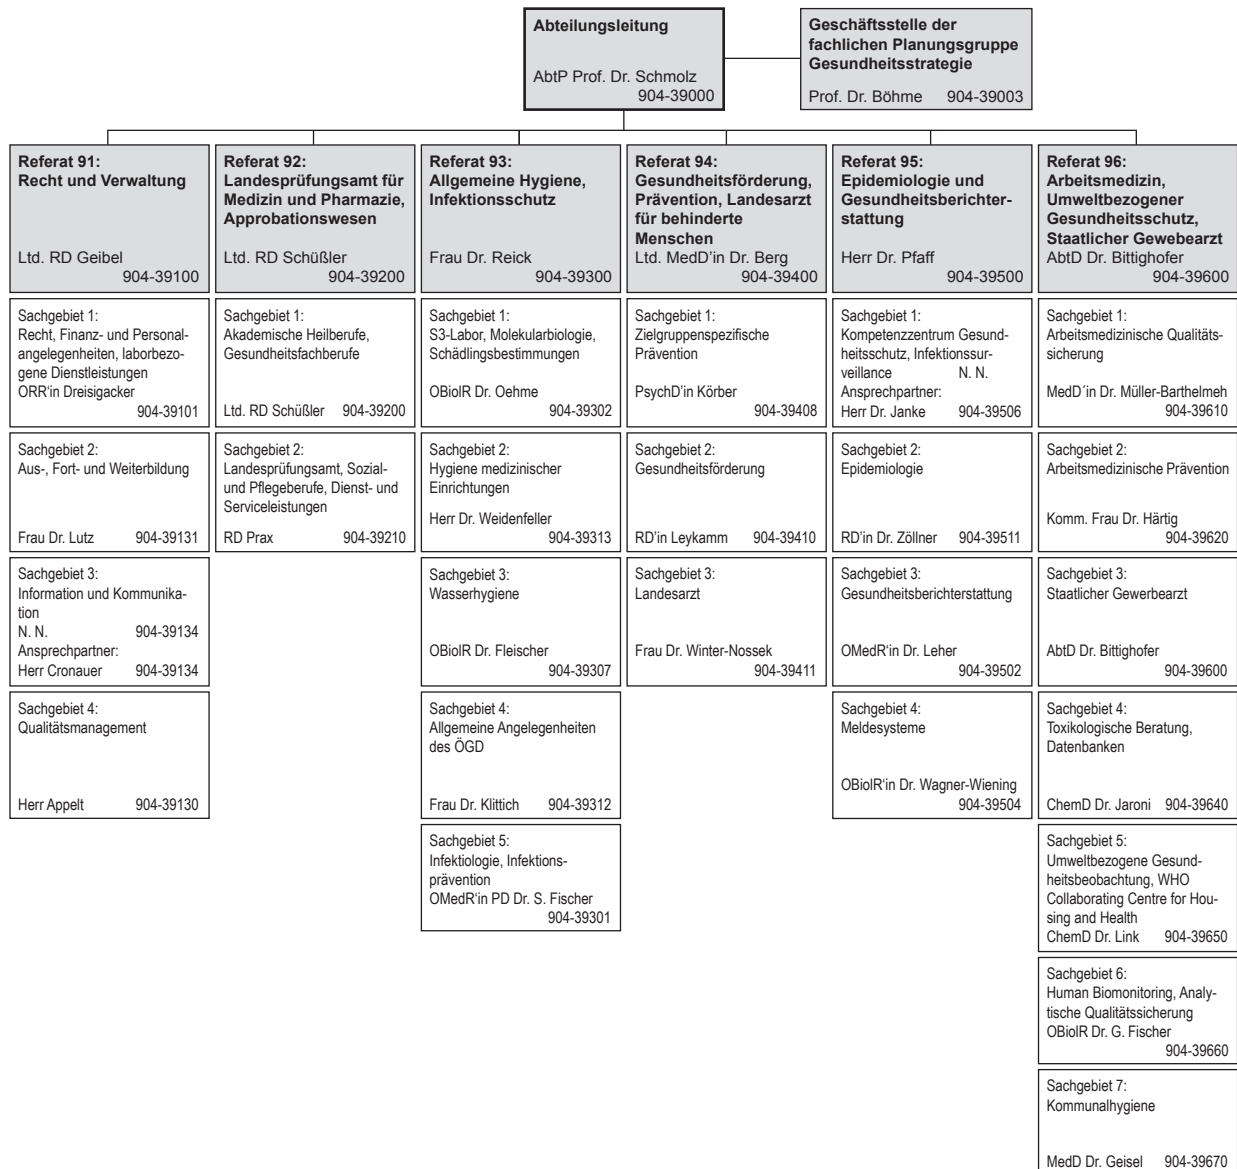 Abteilungsleitung
AbtP Prof. Dr. Schmolz
904-39000
Geschäftsstelle der
fachlichen Planungsgruppe
Gesundheitsstrategie
Prof. Dr. Böhme 904-39003
Referat 91:
Recht und Verwaltung
Ltd. RD Geibel
904-39100
Sachgebiet 1:
Recht, Finanz- und Personal-
angelegenheiten, laborbezo-
gene Dienstleistungen
ORR'in Dreisigacker
904-39101
Sachgebiet 2:
Aus-, Fort- und Weiterbildung
Frau Dr. Lutz 904-39131
Sachgebiet 3:
Information und Kommunika-
tion
N. N. 904-39134
Ansprechpartner:
Herr Cronauer 904-39134
Sachgebiet 4:
Qualitätsmanagement
Herr Appelt 904-39130
Referat 92:
Landesprüfungsamt für
Medizin und Pharmazie,
Approbationswesen
Ltd. RD Schüßler
904-39200
Sachgebiet 1:
Akademische Heilberufe,
Gesundheitsfachberufe
Ltd. RD Schüßler 904-39200
Sachgebiet 2:
Landesprüfungsamt, Sozial-
und Pflegeberufe, Dienst- und
Serviceleistungen
RD Prax 904-39210
Referat 93:
Allgemeine Hygiene,
Infektionsschutz
Frau Dr. Reick
904-39300
Sachgebiet 1:
S3-Labor, Molekularbiologie,
Schädlingsbestimmungen
OBiolR Dr. Oehme
904-39302
Sachgebiet 2:
Hygiene medizinischer
Einrichtungen
Herr Dr. Weidenfeller
904-39313
Sachgebiet 3:
Wasserhygiene
OBiolR Dr. Fleischer
904-39307
Sachgebiet 4:
Allgemeine Angelegenheiten
des ÖGD
Frau Dr. Klittich 904-39312
Sachgebiet 5:
Infektiologie, Infektions-
prävention
OMedR'in PD Dr. S. Fischer
904-39301
Referat 94:
Gesundheitsförderung,
Prävention, Landesarzt
für behinderte
Menschen
Ltd. MedD'in Dr. Berg
904-39400
Sachgebiet 1:
Zielgruppenspezifische
Prävention
PsychD'in Körber
904-39408
Sachgebiet 2:
Gesundheitsförderung
RD'in Leykamm 904-39410
Sachgebiet 3:
Landesarzt
Frau Dr. Winter-Nossek
904-39411
Referat 95:
Epidemiologie und
Gesundheitsberichter-
stattung
Herr Dr. Pfaff
904-39500
Sachgebiet 1:
Kompetenzzentrum Gesund-
heitsschutz, Infektionssur-
veillance N. N.
Ansprechpartner:
Herr Dr. Janke 904-39506
Sachgebiet 2:
Epidemiologie
RD'in Dr. Zöllner 904-39511
Sachgebiet 3:
Gesundheitsberichterstattung
OMedR'in Dr. Leher
904-39502
Sachgebiet 4:
Meldesysteme
OBiolR'in Dr. Wagner-Wiening
904-39504
Referat 96:
Arbeitsmedizin,
Umweltbezogener
Gesundheitsschutz,
Staatlicher Gewebearzt
AbtD Dr. Bittighofer
904-39600
Sachgebiet 1:
Arbeitsmedizinische Qualitäts-
sicherung
MedD´in Dr. Müller-Barthelmeh
904-39610
Sachgebiet 2:
Arbeitsmedizinische Prävention
Komm. Frau Dr. Härtig
904-39620
Sachgebiet 3:
Staatlicher Gewerbearzt
AbtD Dr. Bittighofer
904-39600
Sachgebiet 4:
Toxikologische Beratung,
Datenbanken
ChemD Dr. Jaroni 904-39640
Sachgebiet 5:
Umweltbezogene Gesund-
heitsbeobachtung, WHO
Collaborating Centre for Hou-
sing and Health
ChemD Dr. Link 904-39650
Sachgebiet 6:
Human Biomonitoring, Analy-
tische Qualitätssicherung
OBiolR Dr. G. Fischer
904-39660
Sachgebiet 7:
Kommunalhygiene
MedD Dr. Geisel 904-39670